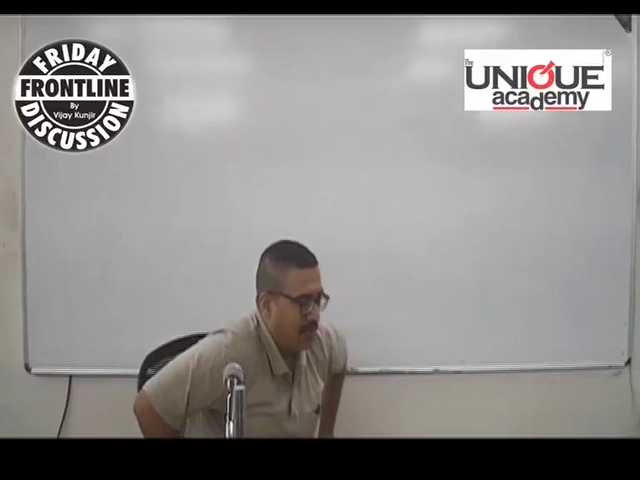 FRIDAY
FRONTLINE
By
Vijay Kunjir
DISCUSSION
The
UNIQUE
academy
®